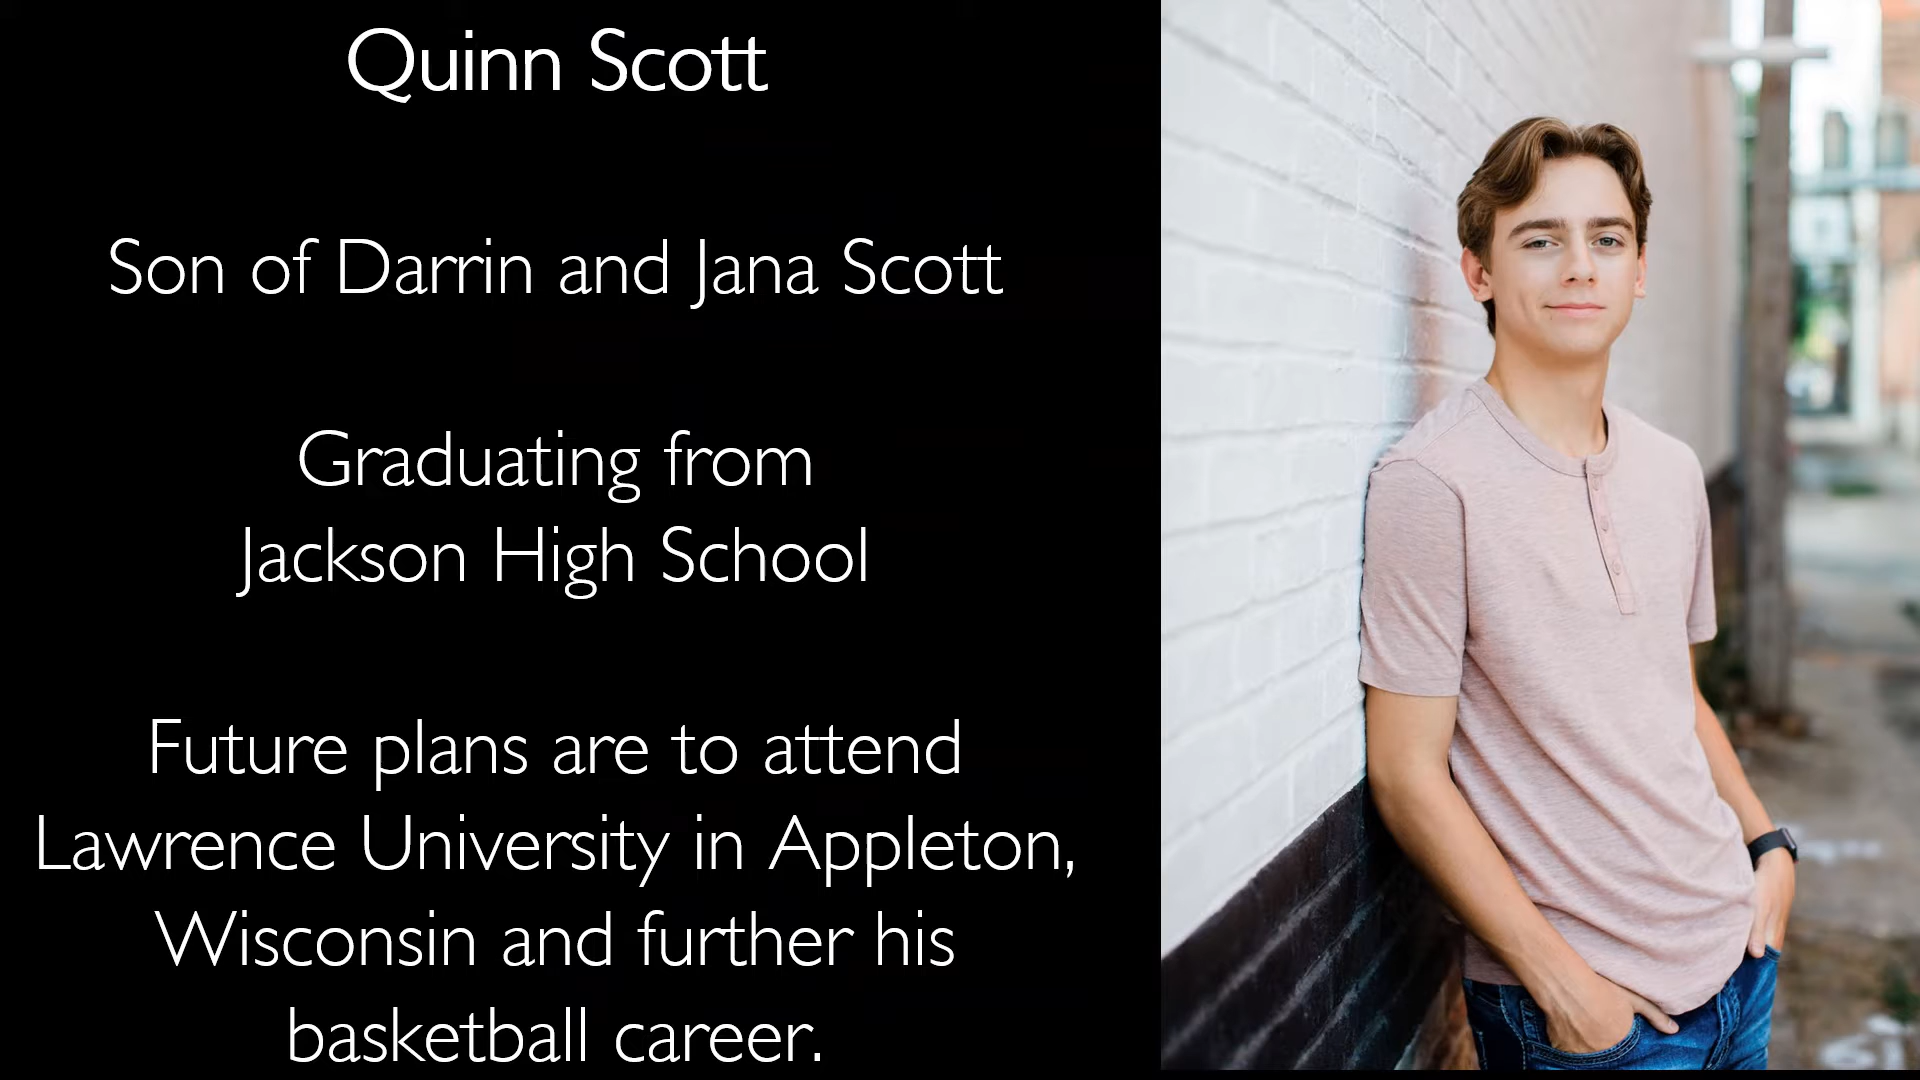 Quinn Scott
Son of Darrin and Jana Scott
Graduating from
Jackson High School
Future plans are to attend
Lawrence University in Appleton,
Wisconsin and further his
basketball career.